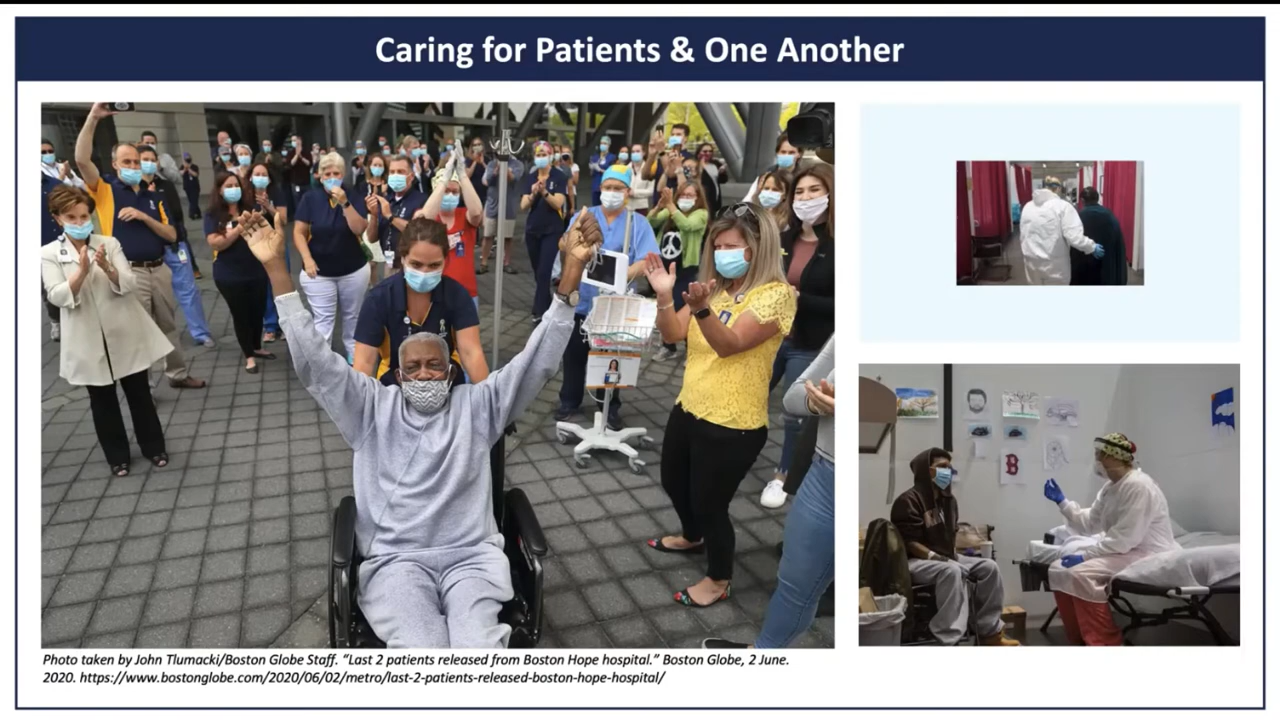 Caring for Patients & One Another
B
Photo taken by John Tlumacki/Boston Globe Staff. “Last 2 patients released from Boston Hope hospital.” Boston Globe, 2 June.
2020. https://www.bostonglobe.com/2020/06/02/metro/last-2-patients-released-boston-hope-hospital/